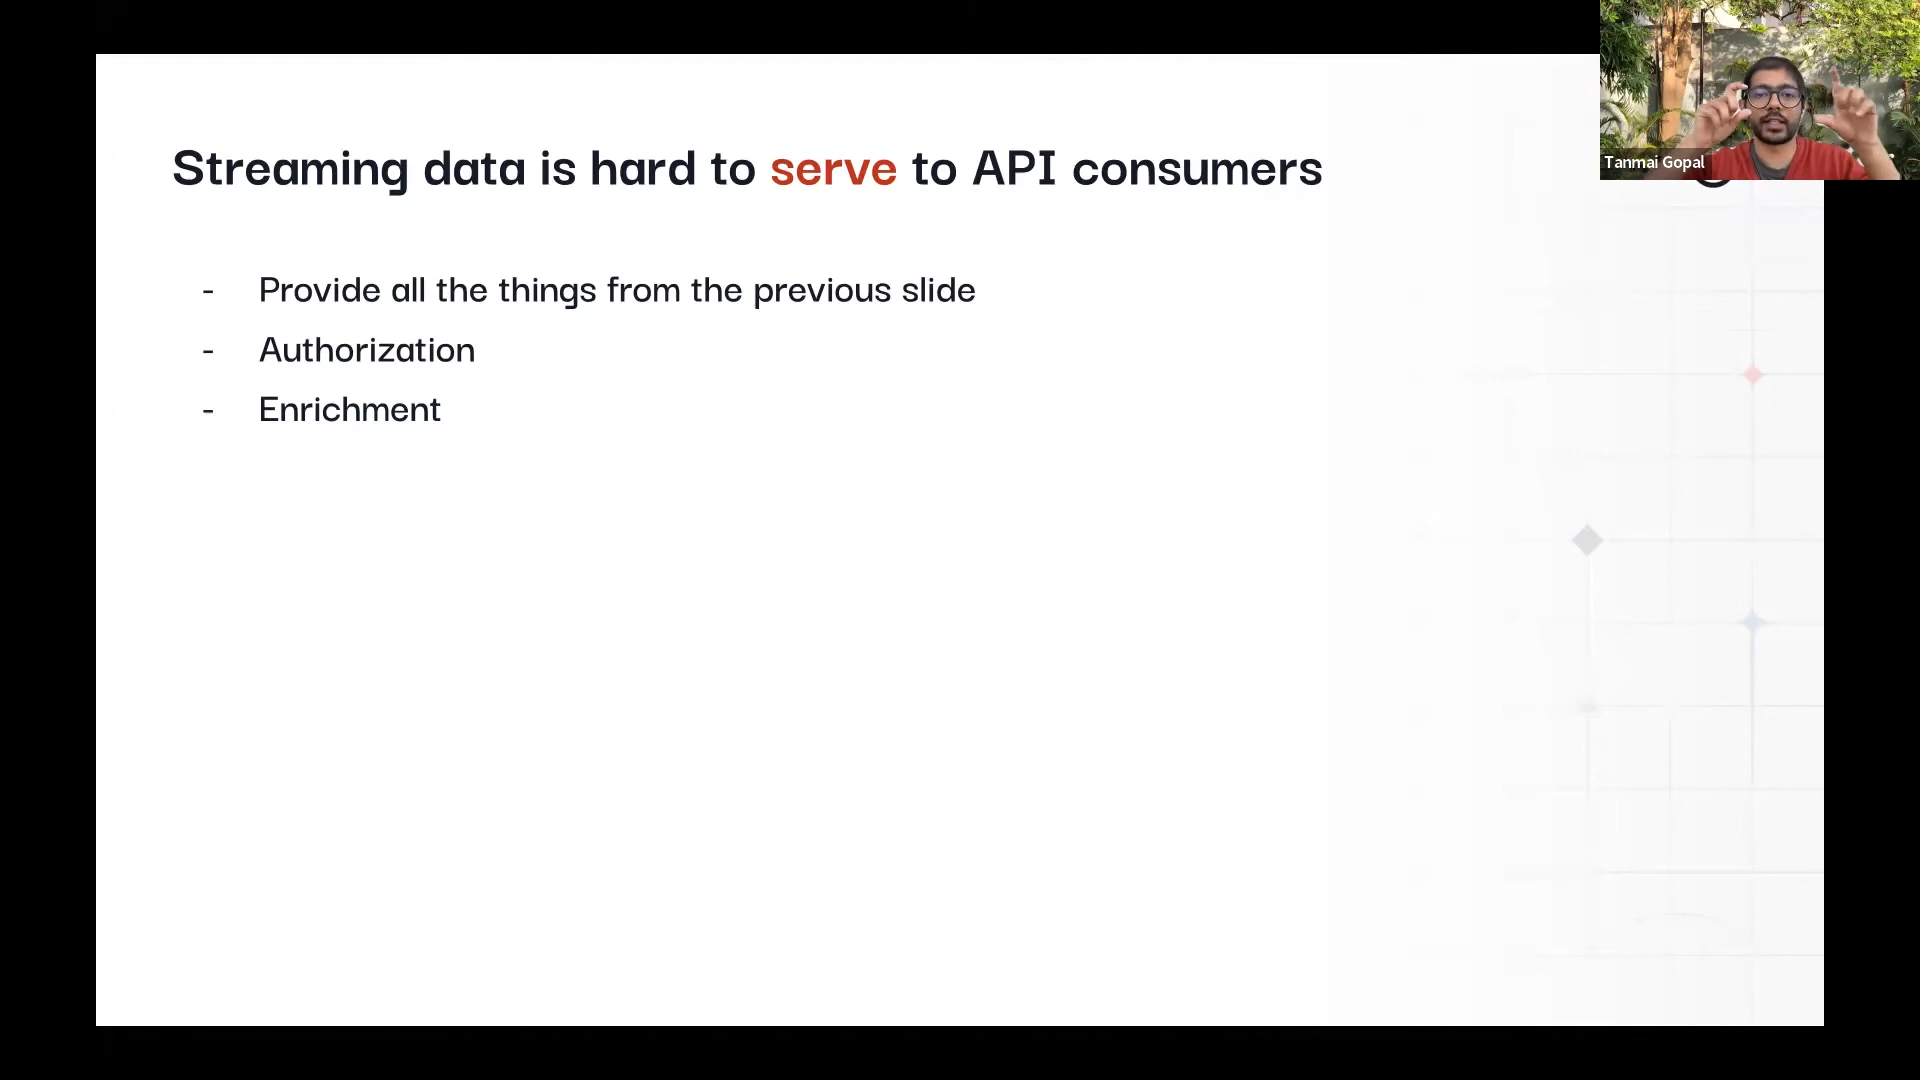 Streaming data is hard to serve to API consumers
- Provide all the things from the previous slide
- Authorization
- Enrichment
Tanmai Gopal